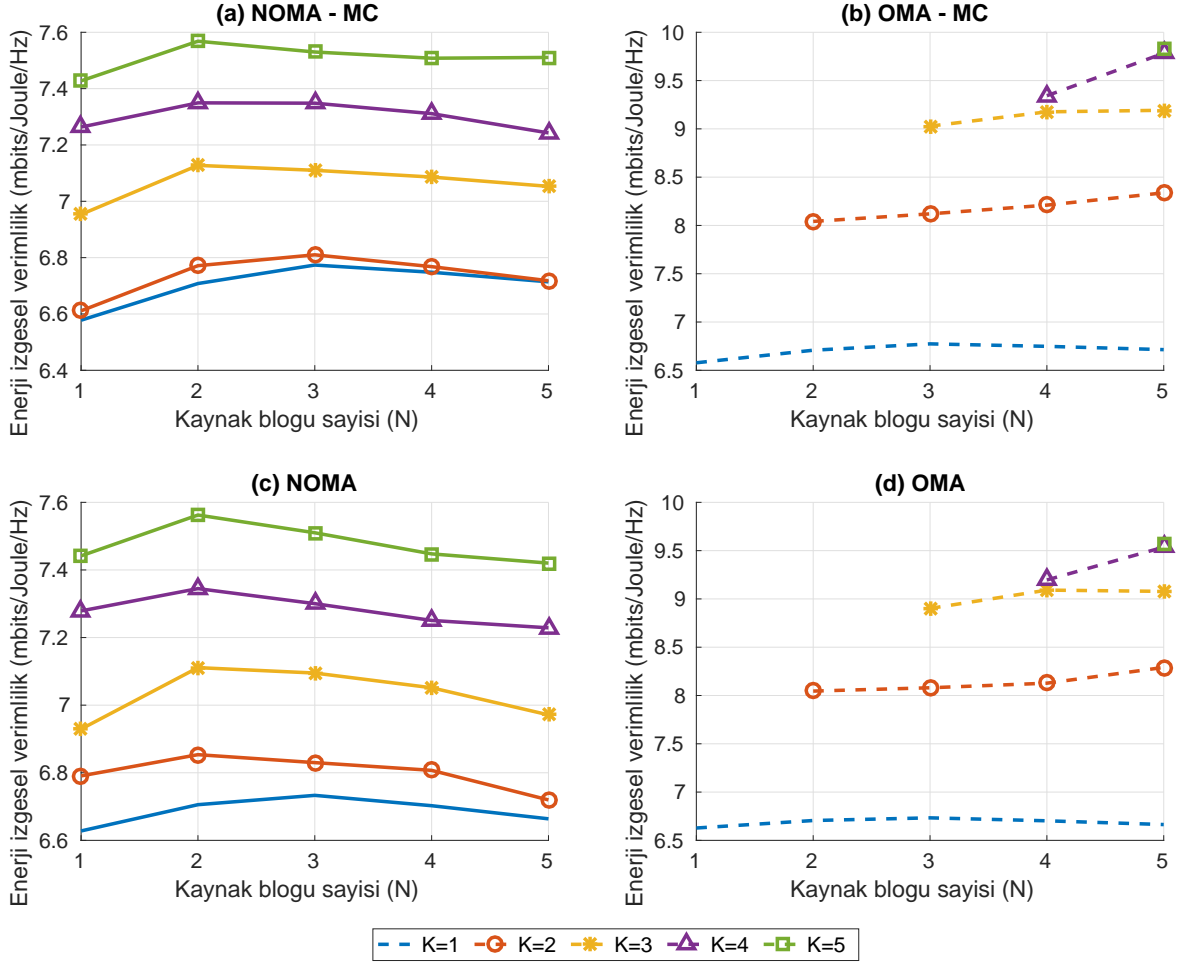 (a) NOMA - MC
Enerji izgesel verimlilik (mbits/Joule/Hz)
7.6
7.4
7.2
7
6.8
6.6
6.4
1 2 3 4 5
Kaynak blogu sayisi (N)
(b) OMA - MC
Enerji izgesel verimlilik (mbits/Joule/Hz)
10
9.5
9
8.5
8
7.5
7
6.5
1 2 3 4 5
Kaynak blogu sayisi (N)
(c) NOMA
Enerji izgesel verimlilik (mbits/Joule/Hz)
7.6
7.4
7.2
7
6.8
6.6
1 2 3 4 5
Kaynak blogu sayisi (N)
(d) OMA
Enerji izgesel verimlilik (mbits/Joule/Hz)
10
9.5
9
8.5
8
7.5
7
6.5
1 2 3 4 5
Kaynak blogu sayisi (N)
K=1 K=2 K=3 K=4 K=5